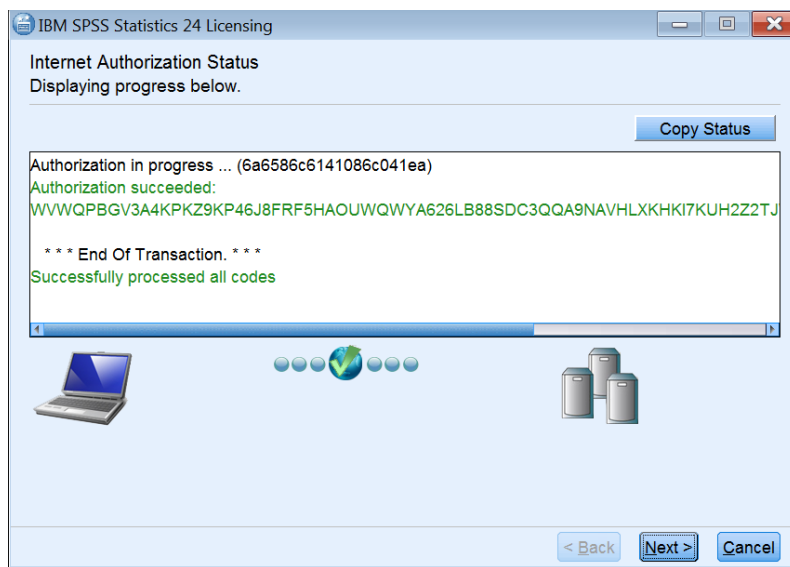 IBM SPSS Statistics 24 Licensing
Internet Authorization Status
Displaying progress below.
Copy Status
Authorization in progress ... (6a6586c6141086c041ea)
Authorization succeeded:
WVWQPBGV3A4KPKZ9KP46J8FRF5HAOUWQWYA626LB88SDC3QQA9NAVHLXKHKI7KUH2Z2TJ
* * * End Of Transaction. * * *
Successfully processed all codes
< Back Next > Cancel